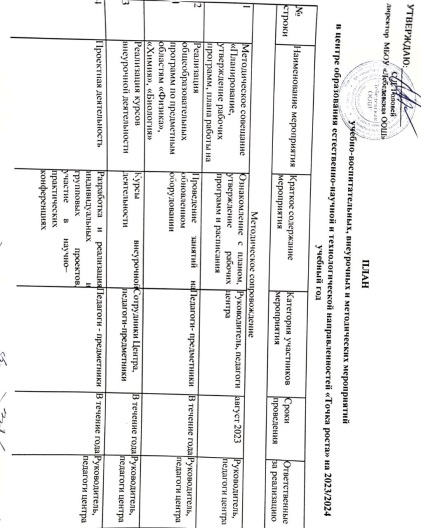 УТВЕРЖДАЮ:
директор МБОУ «Лебедевская ООШ»
ПЛАН
учебно-воспитательных, внеурочных и методических мероприятий
в центре образования естественно-научной и технологической направленностей «Точка роста» на 2023/2024
учебный год
№
строки
Наименование мероприятия
Краткое содержание
мероприятия
Категория участников
мероприятия
Сроки
проведения
Ответственные
за реализацию
Методическое сопровождение
1
Методическое совещание
«Планирование,
утверждение рабочих
программ, плана работы на
Ознакомление с планом,
утверждение рабочих
программ и расписания
Руководитель, педагоги
центра
август 2023
Руководитель,
педагоги центра
2
Реализация
общеобразовательных
программ по предметным
областям «Физика»,
«Химия», «Биология»
Проведение занятий на
обновленном
оборудовании
Педагоги- предметники
В течение года
Руководитель,
педагоги центра
3
Реализация курсов
внеурочной деятельности
Курсы внеурочной
деятельности
Сотрудники Центра,
педагоги-предметники
В течение года
Руководитель,
педагоги центра
4
Проектная деятельность
Разработка и реализация
индивидуальных и
групповых проектов,
участие в научно–
практических
конференциях
Педагоги - предметники
В течение года
Руководитель,
педагоги центра